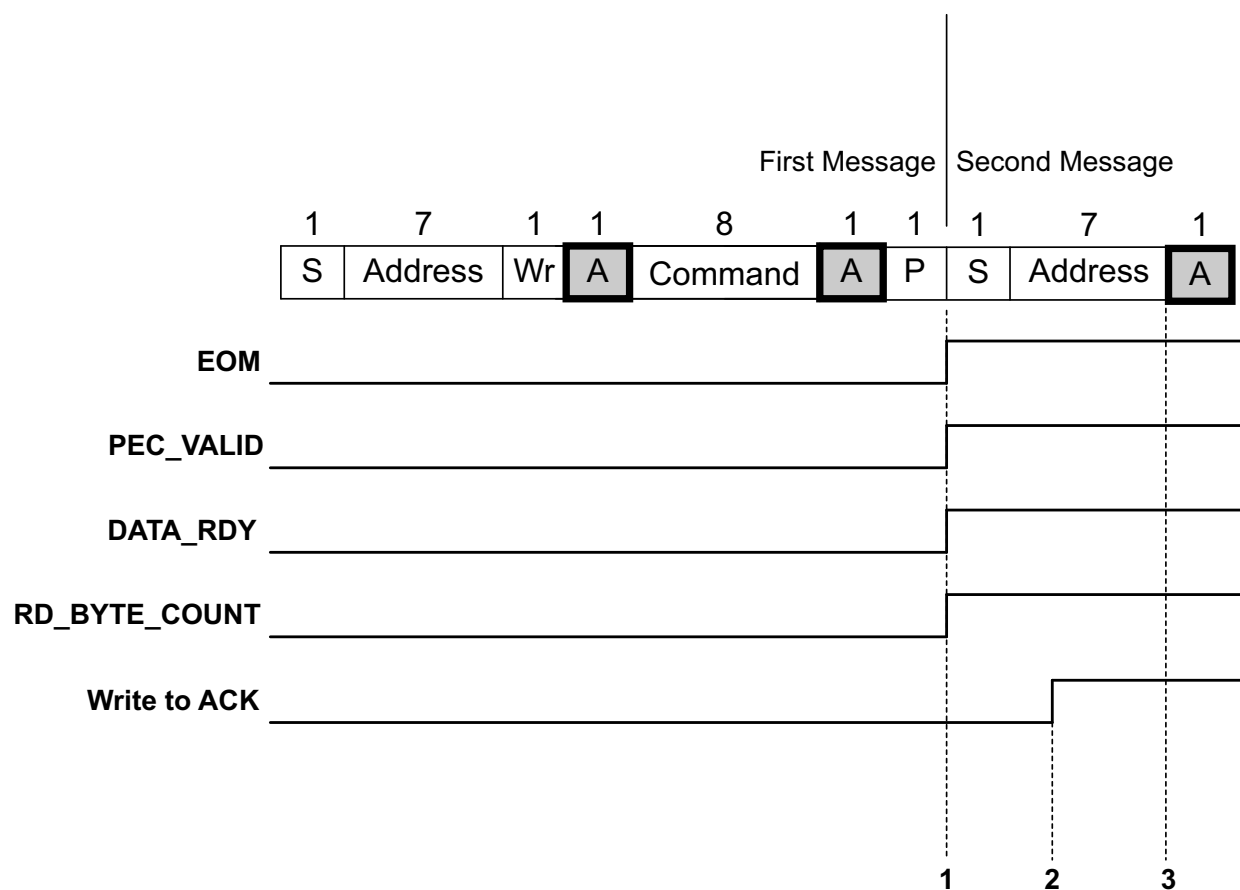 First Message Second Message
1 7 1 1 8 1 1 1 7 1
S Address Wr A Command A P S Address A
EOM
PEC_VALID
DATA_RDY
RD_BYTE_COUNT
Write to ACK
1 2 3